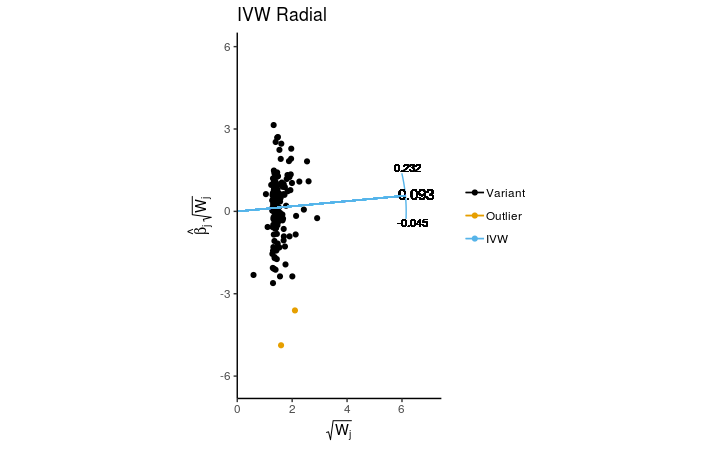 IVW Radial
6
3
0
-3
-6
0 2 4 6
β̂j√Wj
√Wj
0.232
0.093
-0.045
Variant
Outlier
IVW